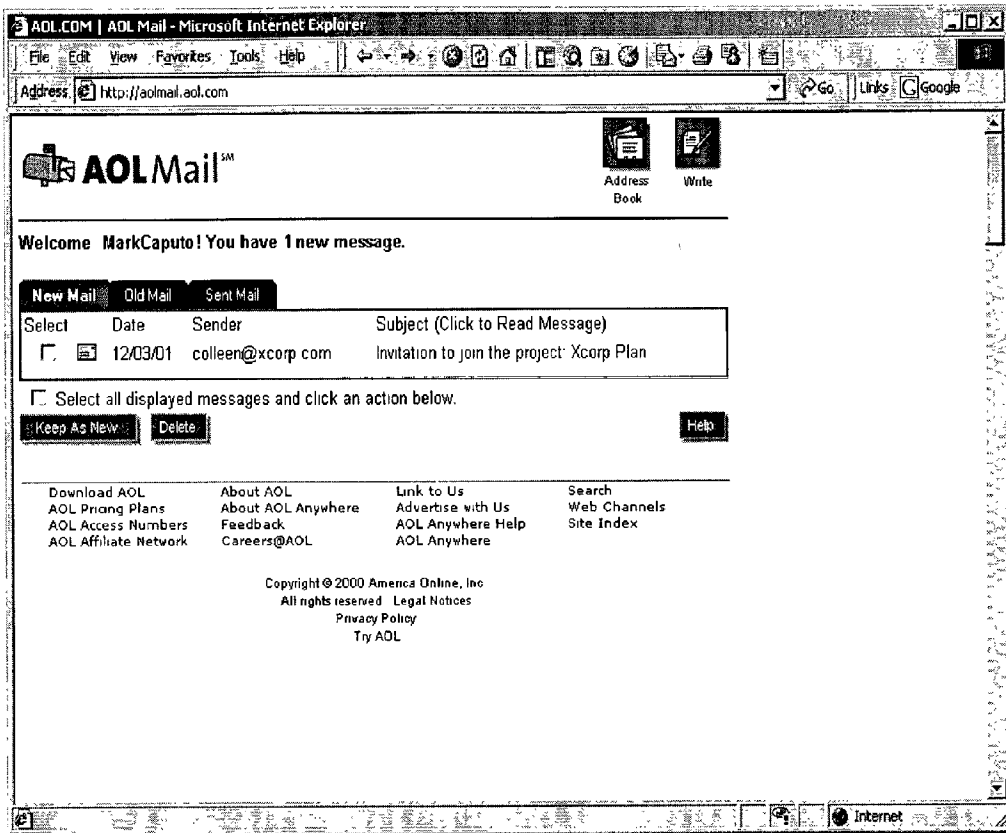 AOL.COM | AOL Mail - Microsoft Internet Explorer
File Edit View Favorites Tools Help
Address http://aolmail.aol.com Go Links Google
AOL Mail SM
Address Book
Write
Welcome MarkCaputo! You have 1 new message.
New Mail Old Mail Sent Mail
Select Date Sender Subject (Click to Read Message)
12/03/01 colleen@xcorp com Invitation to join the project: Xcorp Plan
Select all displayed messages and click an action below.
Keep As New Delete Help
Download AOL About AOL Link to Us Search
AOL Pricing Plans About AOL Anywhere Advertise with Us Web Channels
AOL Access Numbers Feedback AOL Anywhere Help Site Index
AOL Affiliate Network Careers@AOL AOL Anywhere
Copyright © 2000 America Online, Inc
All rights reserved Legal Notices
Privacy Policy
Try AOL
Internet